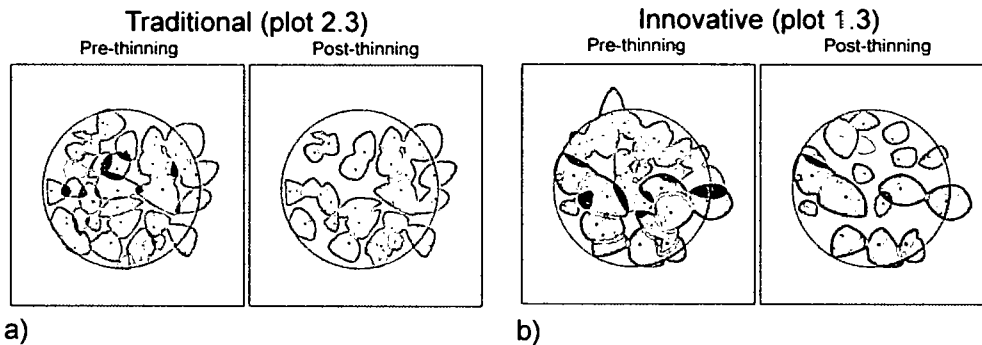 Traditional (plot 2.3)
Pre-thinning Post-thinning
Innovative (plot 1.3)
Pre-thinning Post-thinning
a)
b)